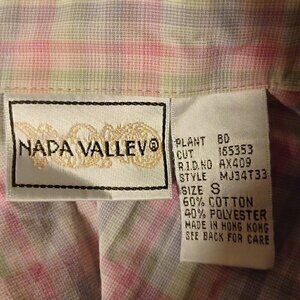 NAPA VALLEY®
PLANT BD
CUT 165353
R.I.D.NO AX409
STYLE MJ34T33
SIZE S
60% COTTON
40% POLYESTER
MADE IN HONG KONG
SEE BACK FOR CARE